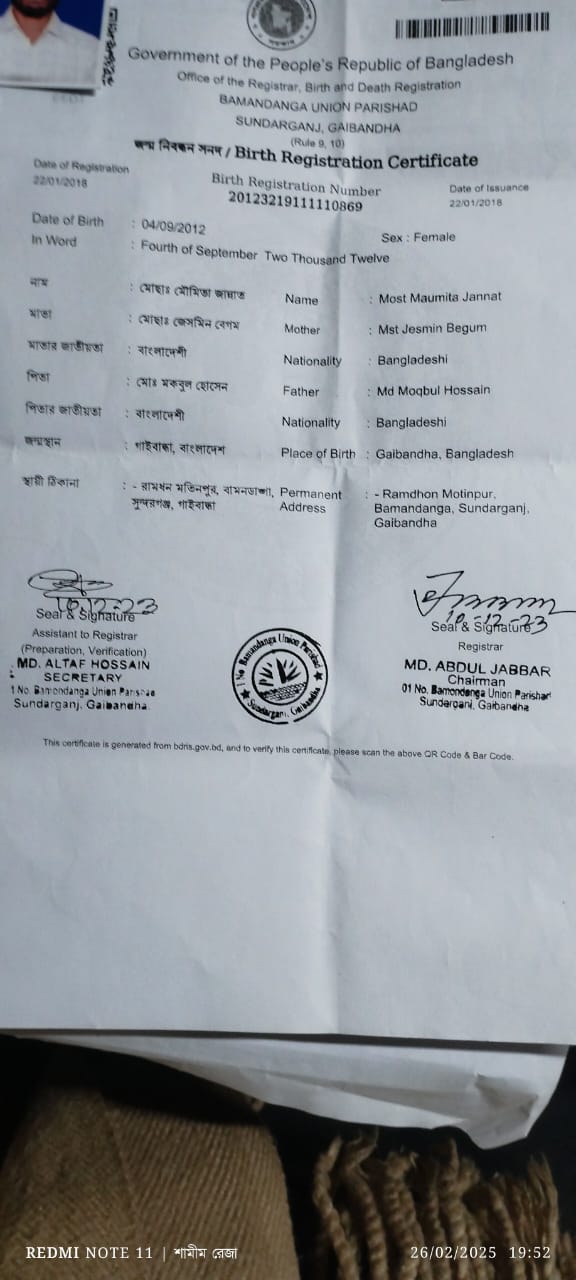 Government of the People's Republic of Bangladesh
Office of the Registrar, Birth and Death Registration
BAMANDANGA UNION PARISHAD
SUNDARGANJ, GAIBANDHA
(Rule 9, 10)
জন্ম নিবন্ধন সনদ / Birth Registration Certificate
Date of Registration Birth Registration Number Date of Issuance
22/01/2018 20123219111110869 22/01/2018
Date of Birth : 04/09/2012 Sex : Female
In Word : Fourth of September Two Thousand Twelve
নাম : মোছাঃ মৌমিতা জান্নাত Name : Most Maumita Jannat
মাতা : মোছাঃ জেসমিন বেগম Mother : Mst Jesmin Begum
মাতার জাতীয়তা : বাংলাদেশী Nationality : Bangladeshi
পিতা : মোঃ মকবুল হোসেন Father : Md Moqbul Hossain
পিতার জাতীয়তা : বাংলাদেশী Nationality : Bangladeshi
জন্মস্থান : গাইবান্ধা, বাংলাদেশ Place of Birth : Gaibandha, Bangladesh
স্থায়ী ঠিকানা : - রামধন মতিনপুর, বামনডাঙ্গা, Permanent : - Ramdhon Motinpur,
সুন্দরগঞ্জ, গাইবান্ধা Address Bamandanga, Sundarganj,
Gaibandha
10.12.23 10-12-23
Seal & Signature Seal & Signature
Assistant to Registrar Registrar
(Preparation, Verification)
MD. ALTAF HOSSAIN MD. ABDUL JABBAR
SECRETARY Chairman
1 No. Bamondanga Union Parishad 01 No. Bamondanga Union Parishad
Sundarganj. Gaibandha. Sundarganj, Gaibandha
1 No Bamandanga Union Parishad
Sundarganj, Gaibandha
This certificate is generated from bdris.gov.bd, and to verify this certificate, please scan the above QR Code & Bar Code.
REDMI NOTE 11 | শামীম রেজা 26/02/2025 19:52